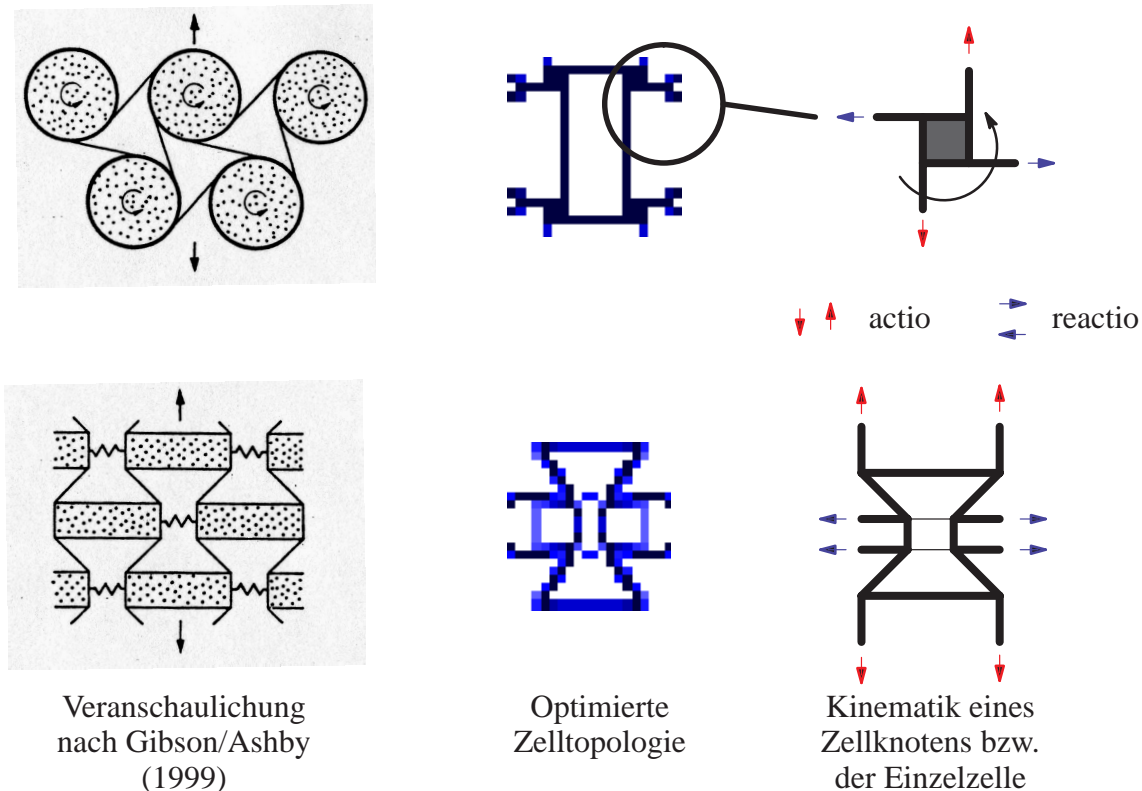 actio
reactio
Veranschaulichung
nach Gibson/Ashby
(1999)
Optimierte
Zelltopologie
Kinematik eines
Zellknotens bzw.
der Einzelzelle